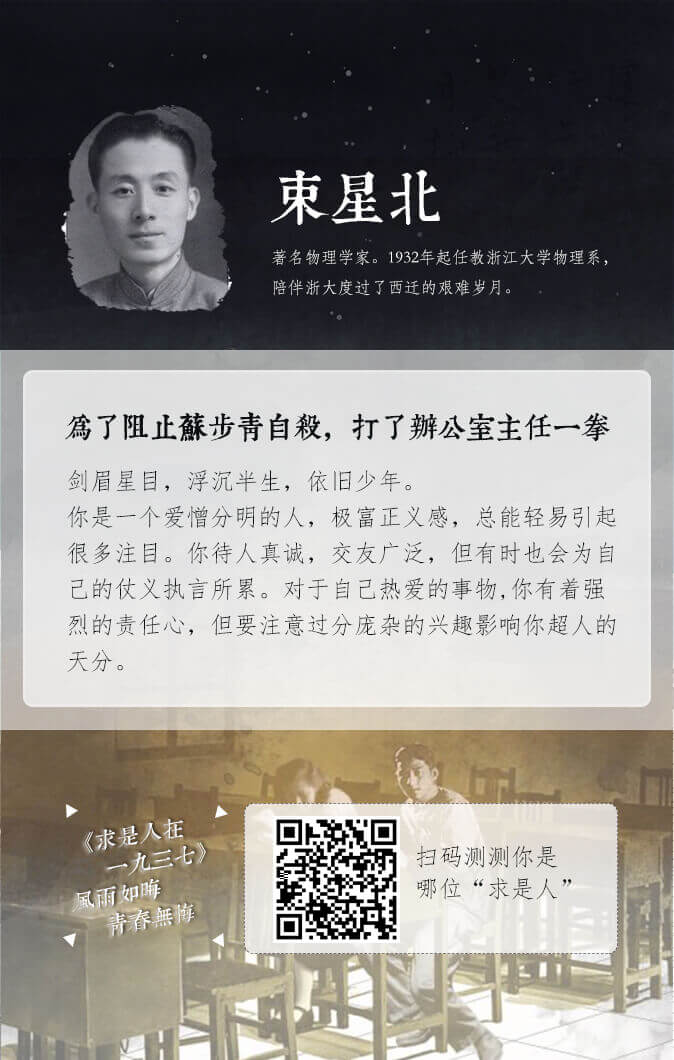 束星北
著名物理学家。1932年起任教浙江大学物理系，
陪伴浙大度过了西迁的艰难岁月。
為了阻止蘇步青自殺，打了辦公室主任一拳
剑眉星目，浮沉半生，依旧少年。
你是一个爱憎分明的人，极富正义感，总能轻易引起
很多注目。你待人真诚，交友广泛，但有时也会为自
己的仗义执言所累。对于自己热爱的事物,你有着强
烈的责任心，但要注意过分庞杂的兴趣影响你超人的
天分。
《求是人在
一九三七》
風雨如晦
青春無悔
扫码测测你是
哪位“求是人”